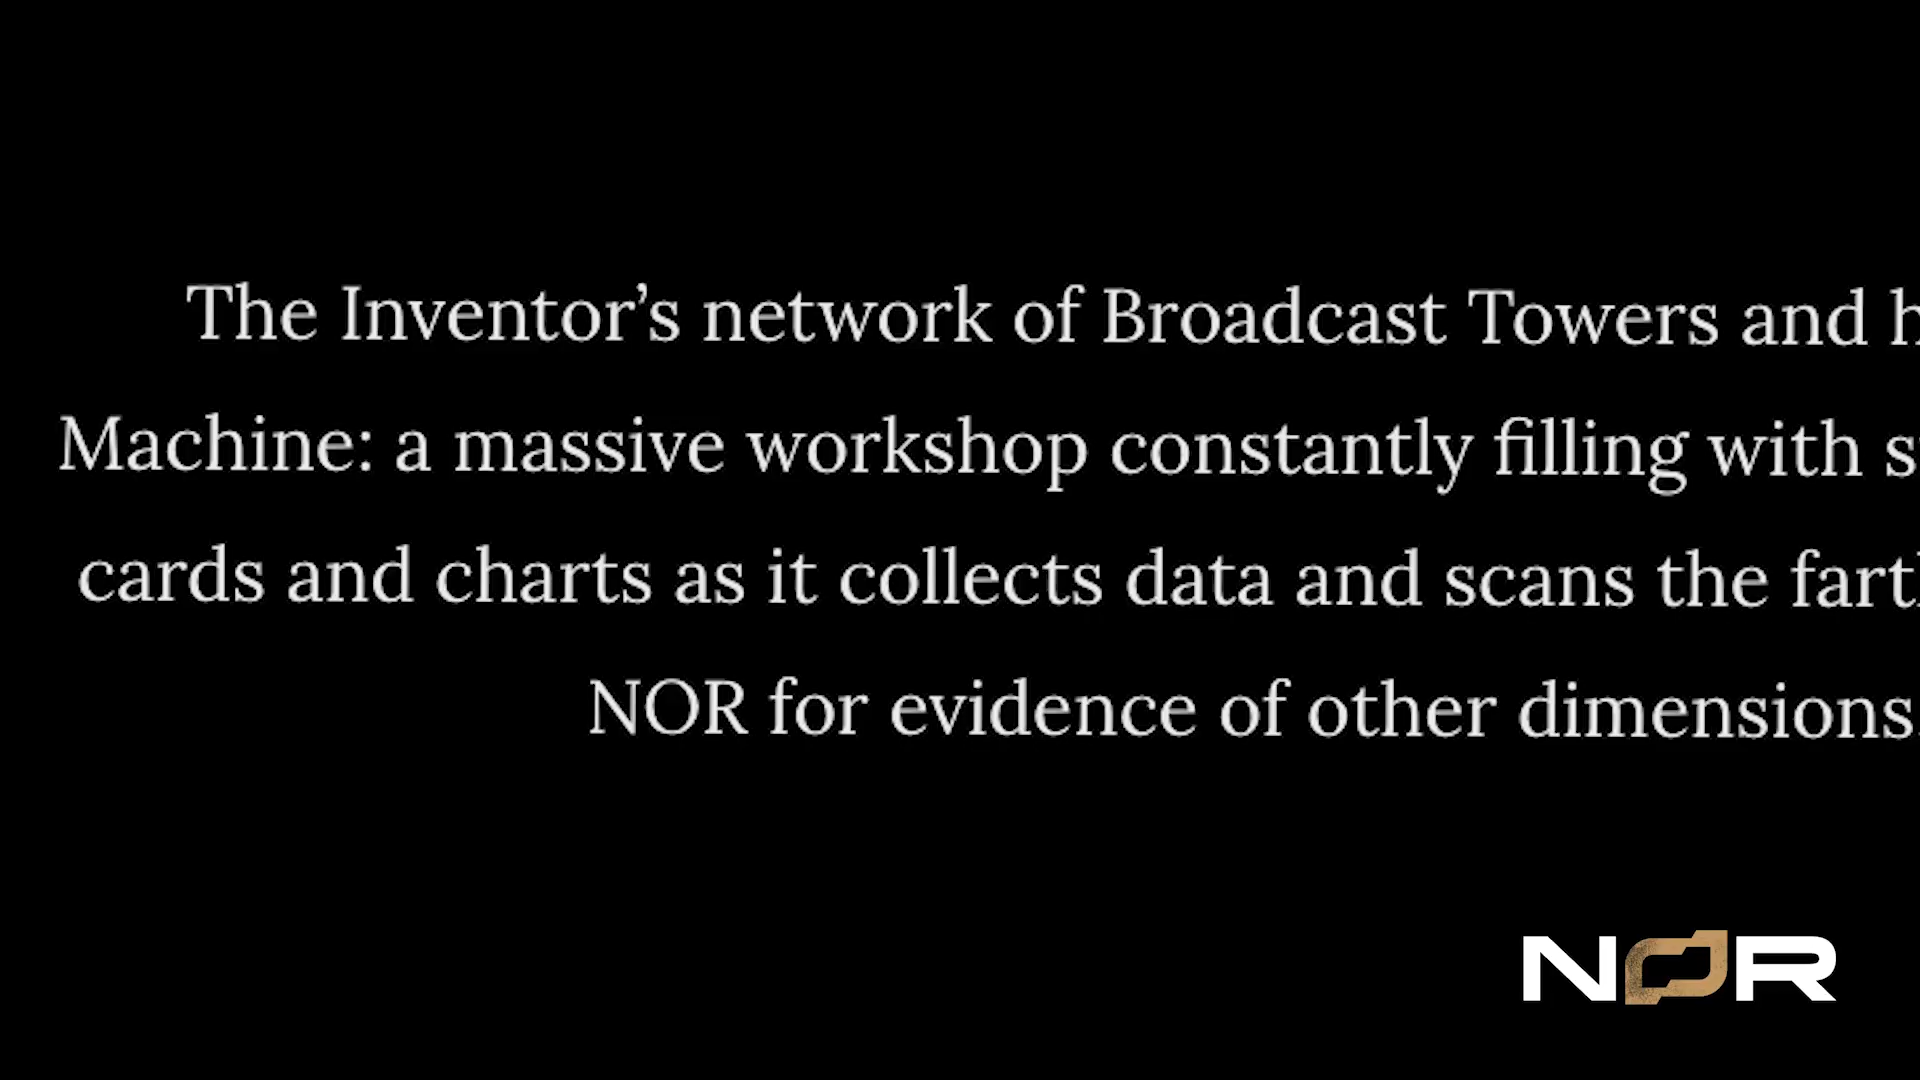 The Inventor’s network of Broadcast Towers and
Machine: a massive workshop constantly filling with
cards and charts as it collects data and scans the
NOR for evidence of other dimensions.
NOR